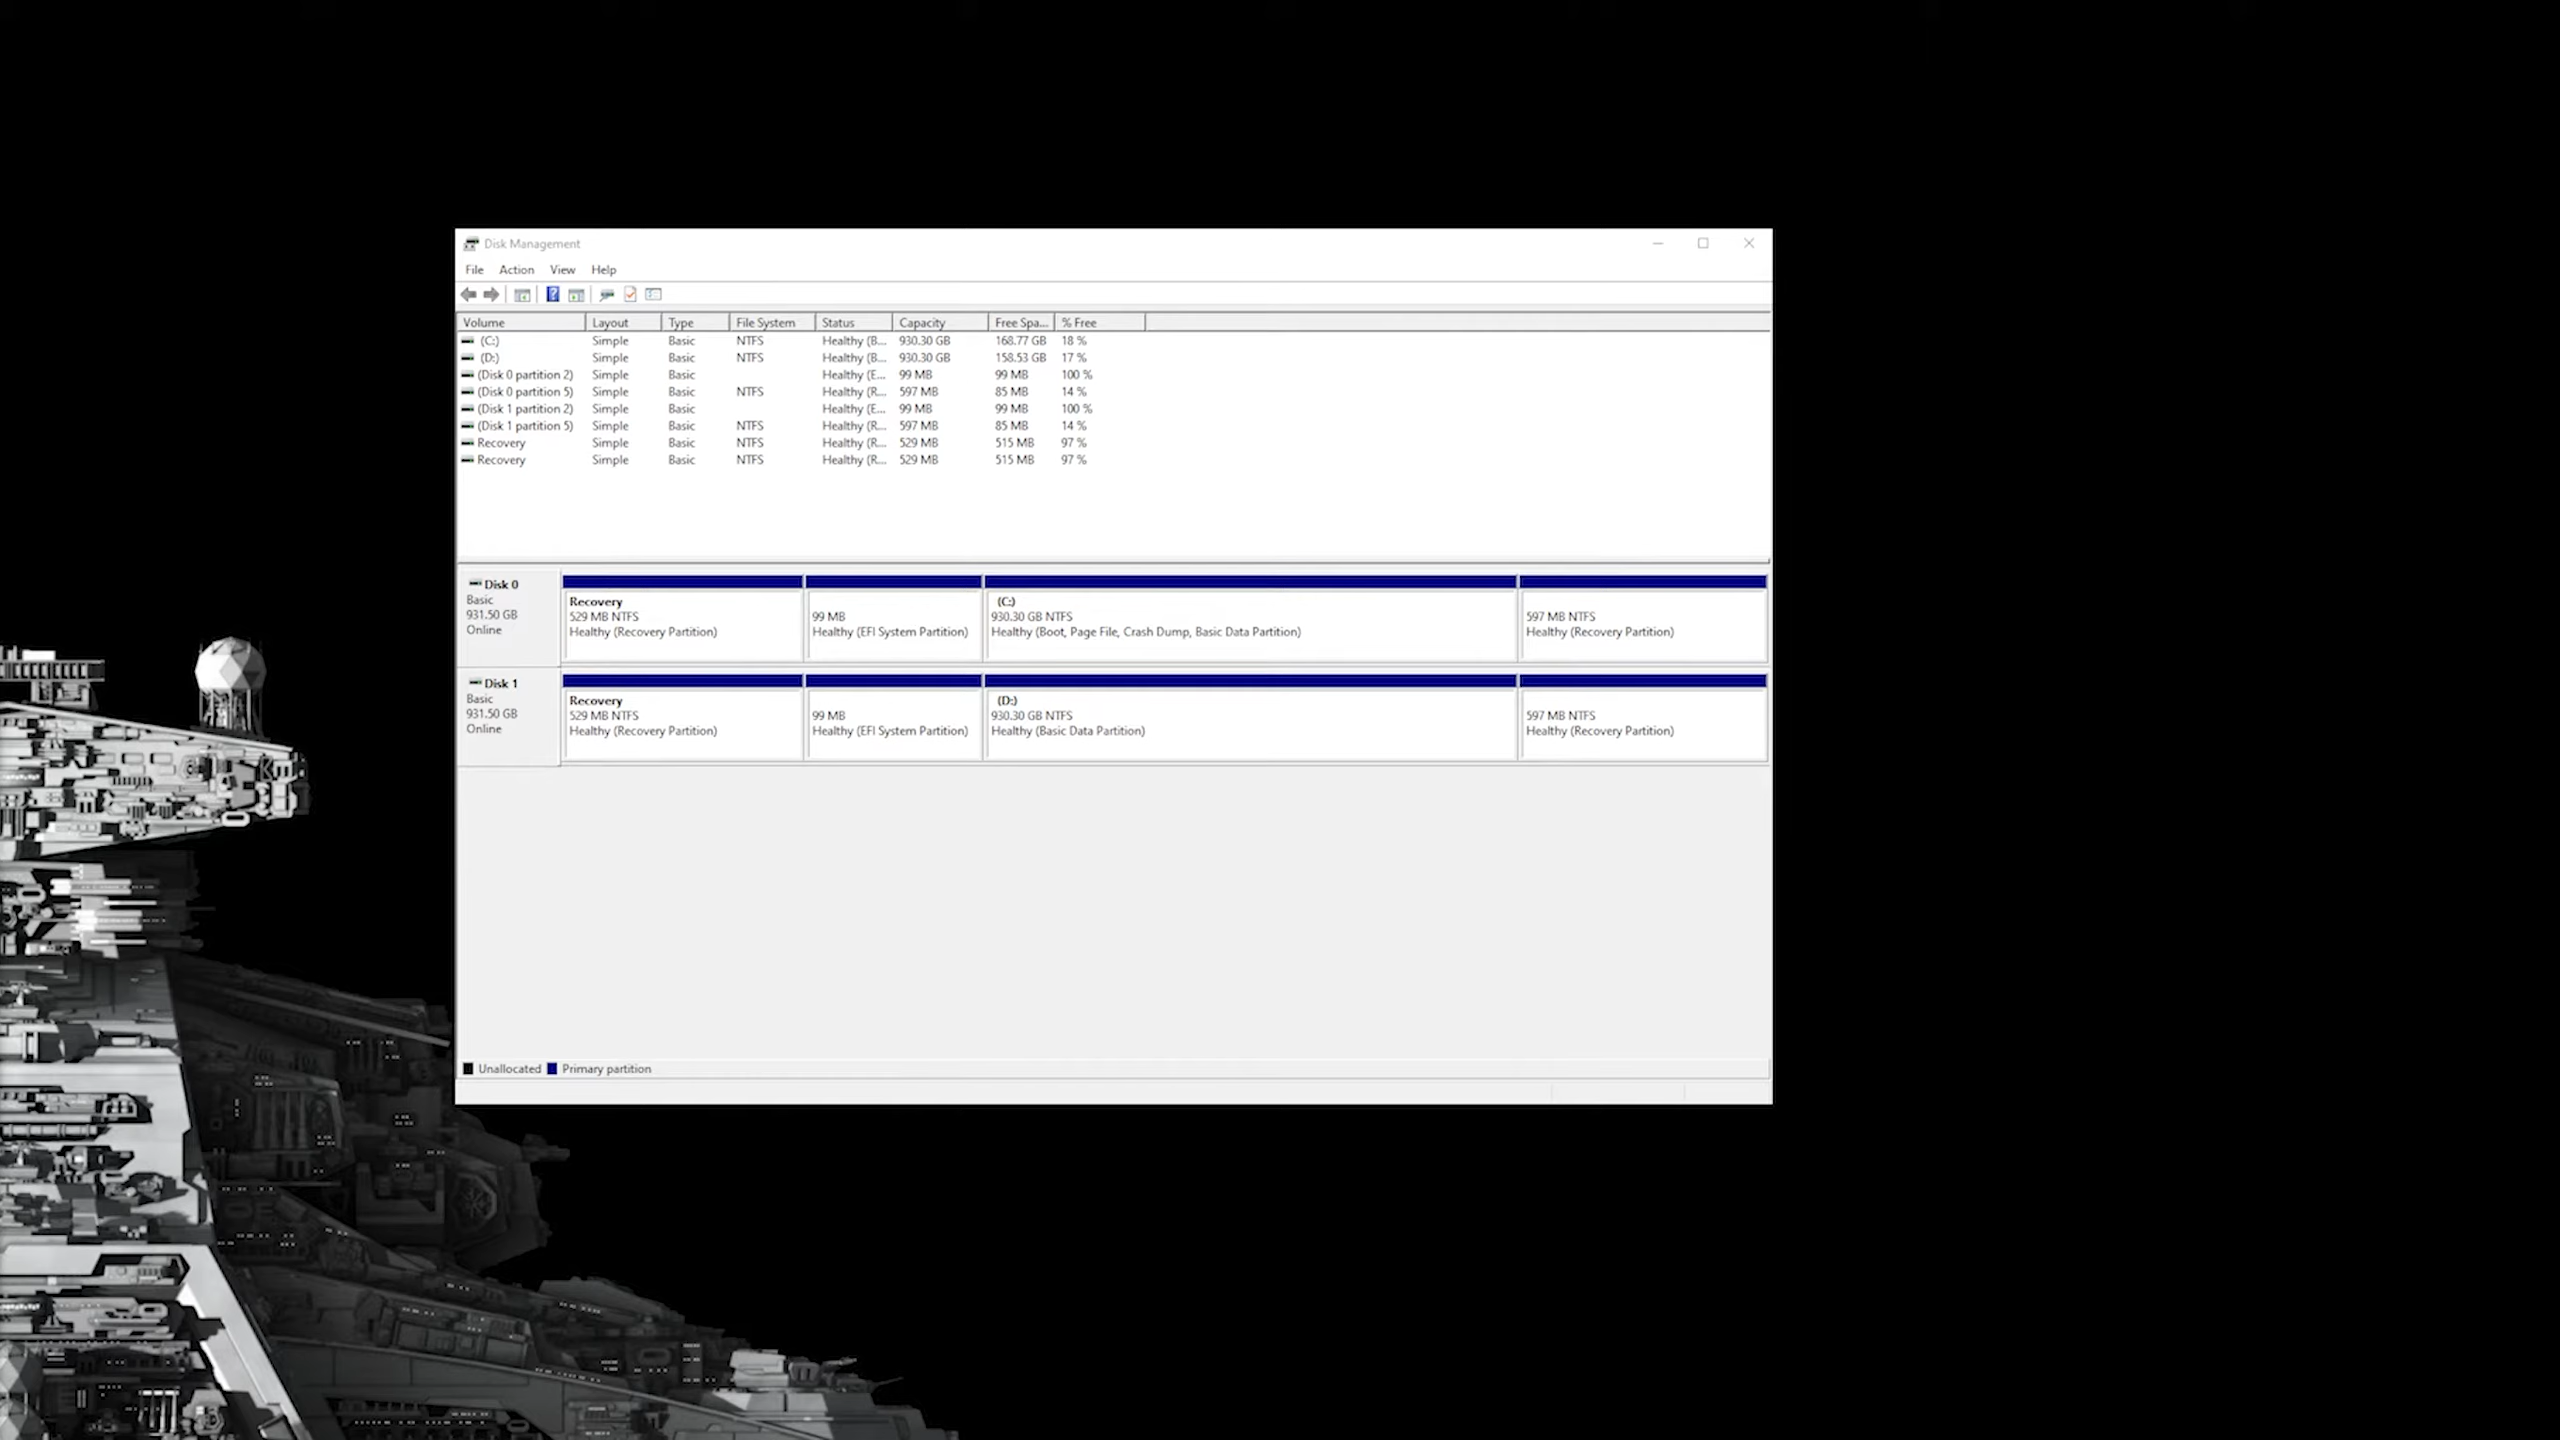 Disk Management
File Action View Help
Volume Layout Type File System Status Capacity Free Spa... % Free
(C:) Simple Basic NTFS Healthy (B... 930.30 GB 168.77 GB 18 %
(D:) Simple Basic NTFS Healthy (B... 930.30 GB 158.53 GB 17 %
(Disk 0 partition 2) Simple Basic Healthy (E... 99 MB 99 MB 100 %
(Disk 0 partition 5) Simple Basic NTFS Healthy (R... 597 MB 85 MB 14 %
(Disk 1 partition 2) Simple Basic Healthy (E... 99 MB 99 MB 100 %
(Disk 1 partition 5) Simple Basic NTFS Healthy (R... 597 MB 85 MB 14 %
Recovery Simple Basic NTFS Healthy (R... 529 MB 515 MB 97 %
Recovery Simple Basic NTFS Healthy (R... 529 MB 515 MB 97 %
Disk 0
Basic
931.50 GB
Online
Recovery
529 MB NTFS
Healthy (Recovery Partition)
99 MB
Healthy (EFI System Partition)
(C:)
930.30 GB NTFS
Healthy (Boot, Page File, Crash Dump, Basic Data Partition)
597 MB NTFS
Healthy (Recovery Partition)
Disk 1
Basic
931.50 GB
Online
Recovery
529 MB NTFS
Healthy (Recovery Partition)
99 MB
Healthy (EFI System Partition)
(D:)
930.30 GB NTFS
Healthy (Basic Data Partition)
597 MB NTFS
Healthy (Recovery Partition)
Unallocated Primary partition